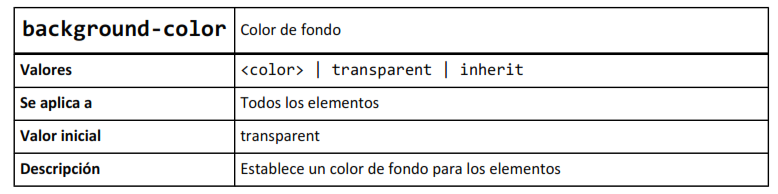 background-color Color de fondo
Valores <color> | transparent | inherit
Se aplica a Todos los elementos
Valor inicial transparent
Descripción Establece un color de fondo para los elementos